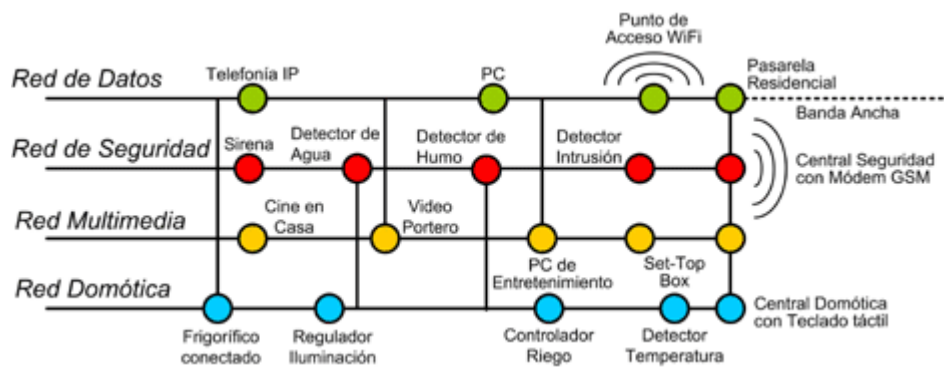 Punto de
Acceso WiFi
Red de Datos
Telefonía IP
PC
Pasarela
Residencial
Banda Ancha
Red de Seguridad
Sirena
Detector de
Agua
Detector de
Humo
Detector
Intrusión
Central Seguridad
con Módem GSM
Red Multimedia
Cine en
Casa
Video
Portero
PC de
Entretenimiento
Set-Top
Box
Red Domótica
Central Domótica
con Teclado táctil
Frigorífico
conectado
Regulador
Iluminación
Controlador
Riego
Detector
Temperatura